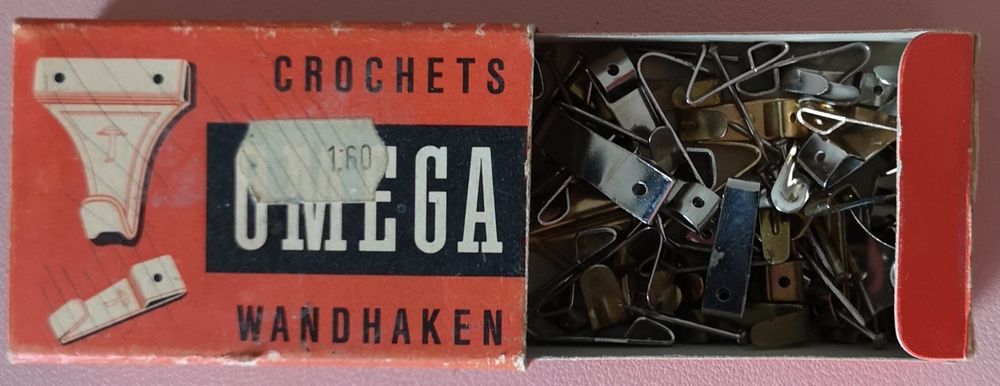 CROCHETS
1.60
OMEGA
WANDHAKEN